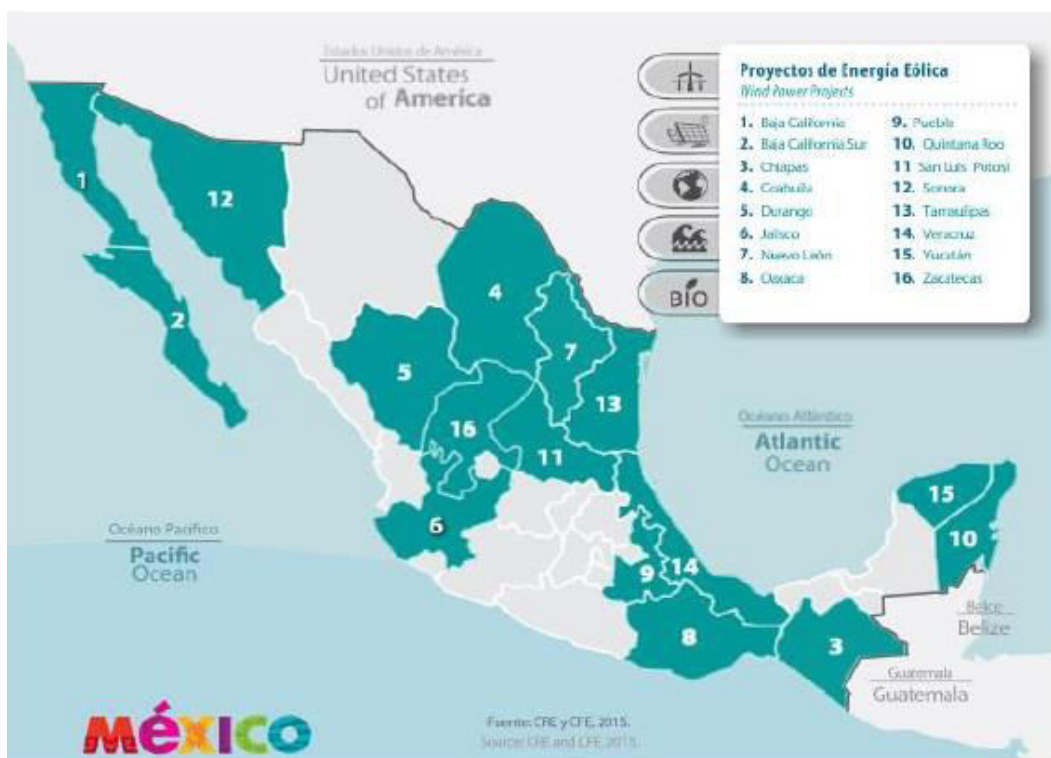 Estados Unidos de América
United States
of America
Proyectos de Energía Eólica
Wind Power Projects
1. Baja California
2. Baja California Sur
3. Chiapas
4. Coahuila
5. Durango
6. Jalisco
7. Nuevo León
8. Oaxaca
9. Puebla
10. Quintana Roo
11 San Luis Potosí
12. Sonora
13. Tamaulipas
14. Veracruz
15. Yucatán
16. Zacatecas
BIO
1
12
2
4
7
5
13
16
11
6
Océano Atlántico
Atlantic
Ocean
15
10
Océano Pacífico
Pacific
Ocean
9
14
8
3
Belice
Belize
Guatemala
Guatemala
MéxICO
Fuente: CRE y CFE, 2015.
Source: CRE and CFE, 2015.